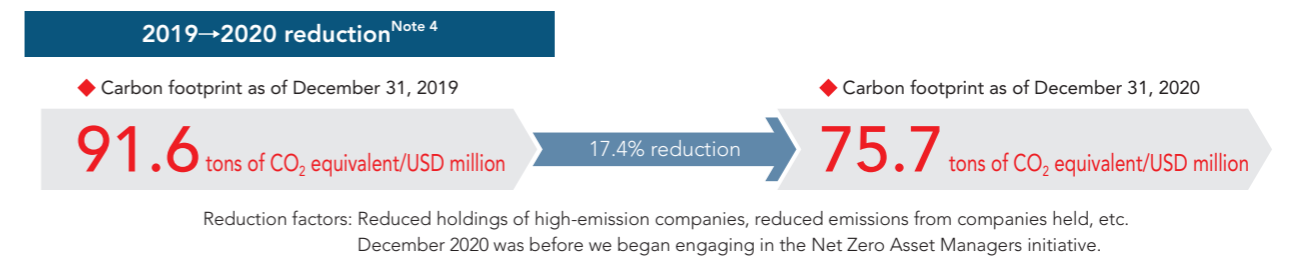 2019→2020 reductionNote 4
◆ Carbon footprint as of December 31, 2019
91.6 tons of CO2 equivalent/USD million
17.4% reduction
◆ Carbon footprint as of December 31, 2020
75.7 tons of CO2 equivalent/USD million
Reduction factors: Reduced holdings of high-emission companies, reduced emissions from companies held, etc.
December 2020 was before we began engaging in the Net Zero Asset Managers initiative.